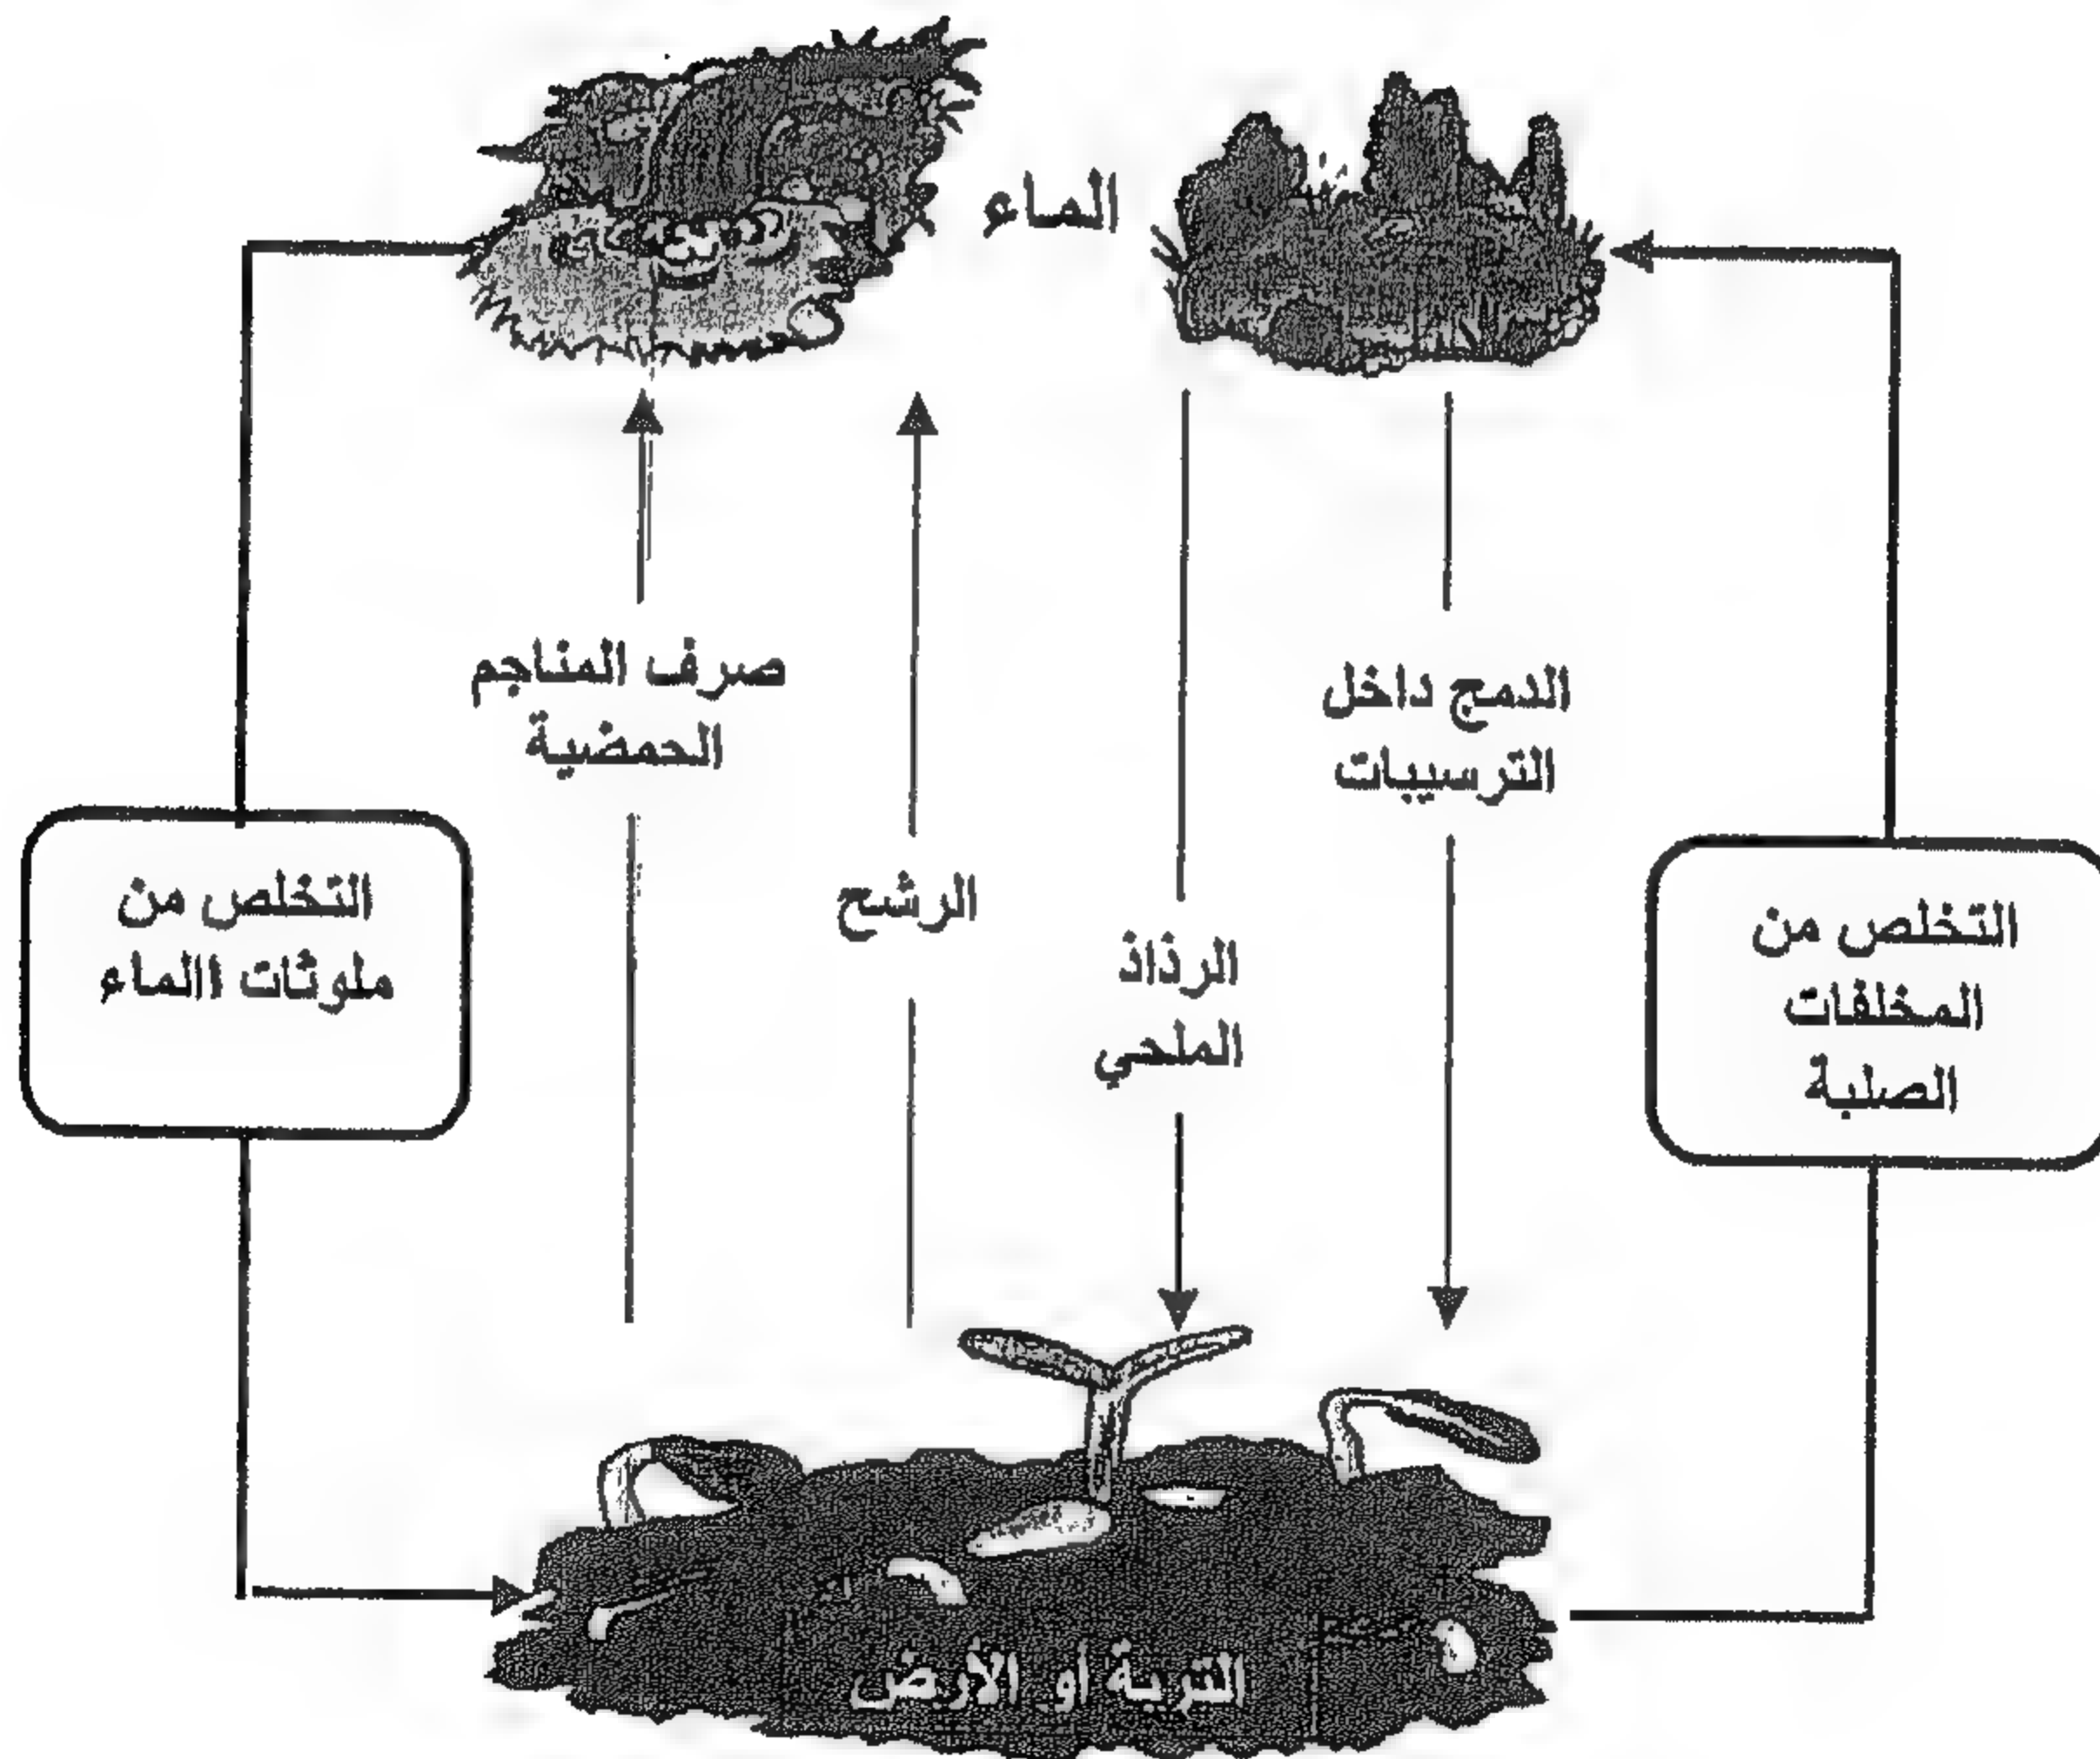 الماء
صرف المناجم
الحمضية
الدمج داخل
الترسيبات
التخلص من
ملوثات االماء
الرشح
الرذاذ
الملحي
التخلص من
المخلفات
الصلبة
التربة أو الأرض